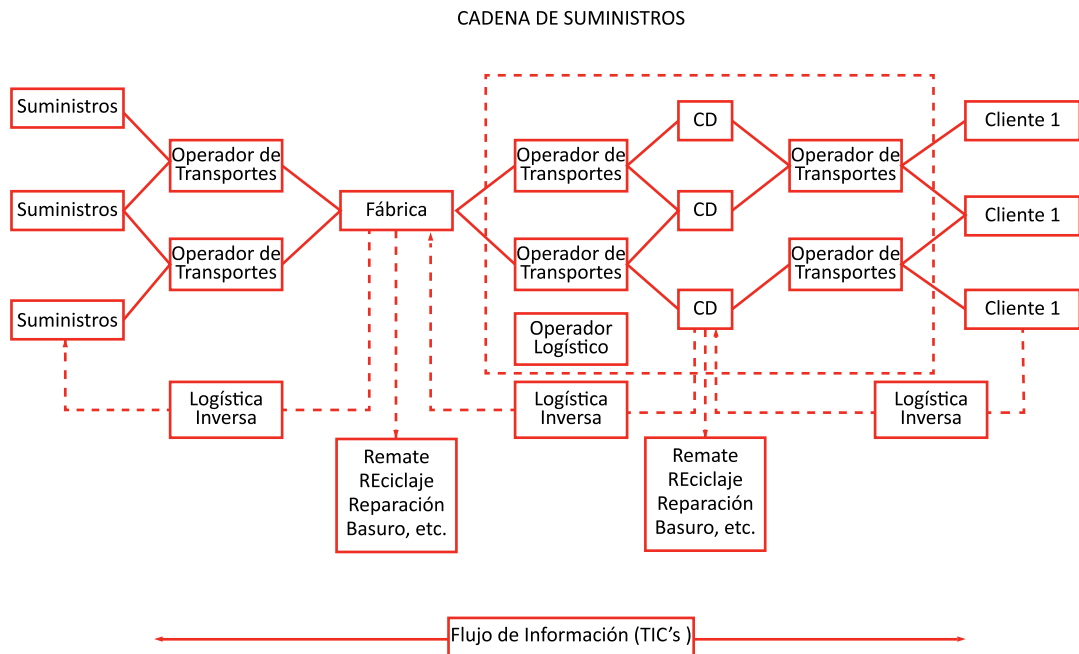 CADENA DE SUMINISTROS
Suministros
Suministros
Suministros
Operador de
Transportes
Operador de
Transportes
Fábrica
Operador de
Transportes
Operador de
Transportes
Operador
Logístico
CD
CD
CD
Operador de
Transportes
Operador de
Transportes
Cliente 1
Cliente 1
Cliente 1
Logística
Inversa
Logística
Inversa
Logística
Inversa
Remate
REciclaje
Reparación
Basuro, etc.
Remate
REciclaje
Reparación
Basuro, etc.
Flujo de Información (TIC’s )